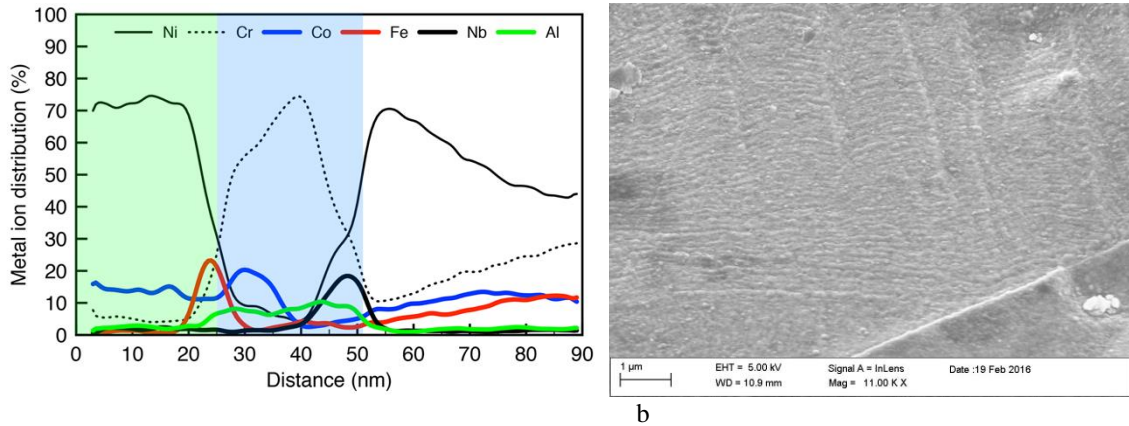 100
90
80
70
60
50
40
30
20
10
0
Metal ion distribution (%)
Ni Cr Co Fe Nb Al
0 10 20 30 40 50 60 70 80 90
Distance (nm)
1 µm
EHT = 5.00 kV Signal A = InLens Date :19 Feb 2016
WD = 10.9 mm Mag = 11.00 K X
b